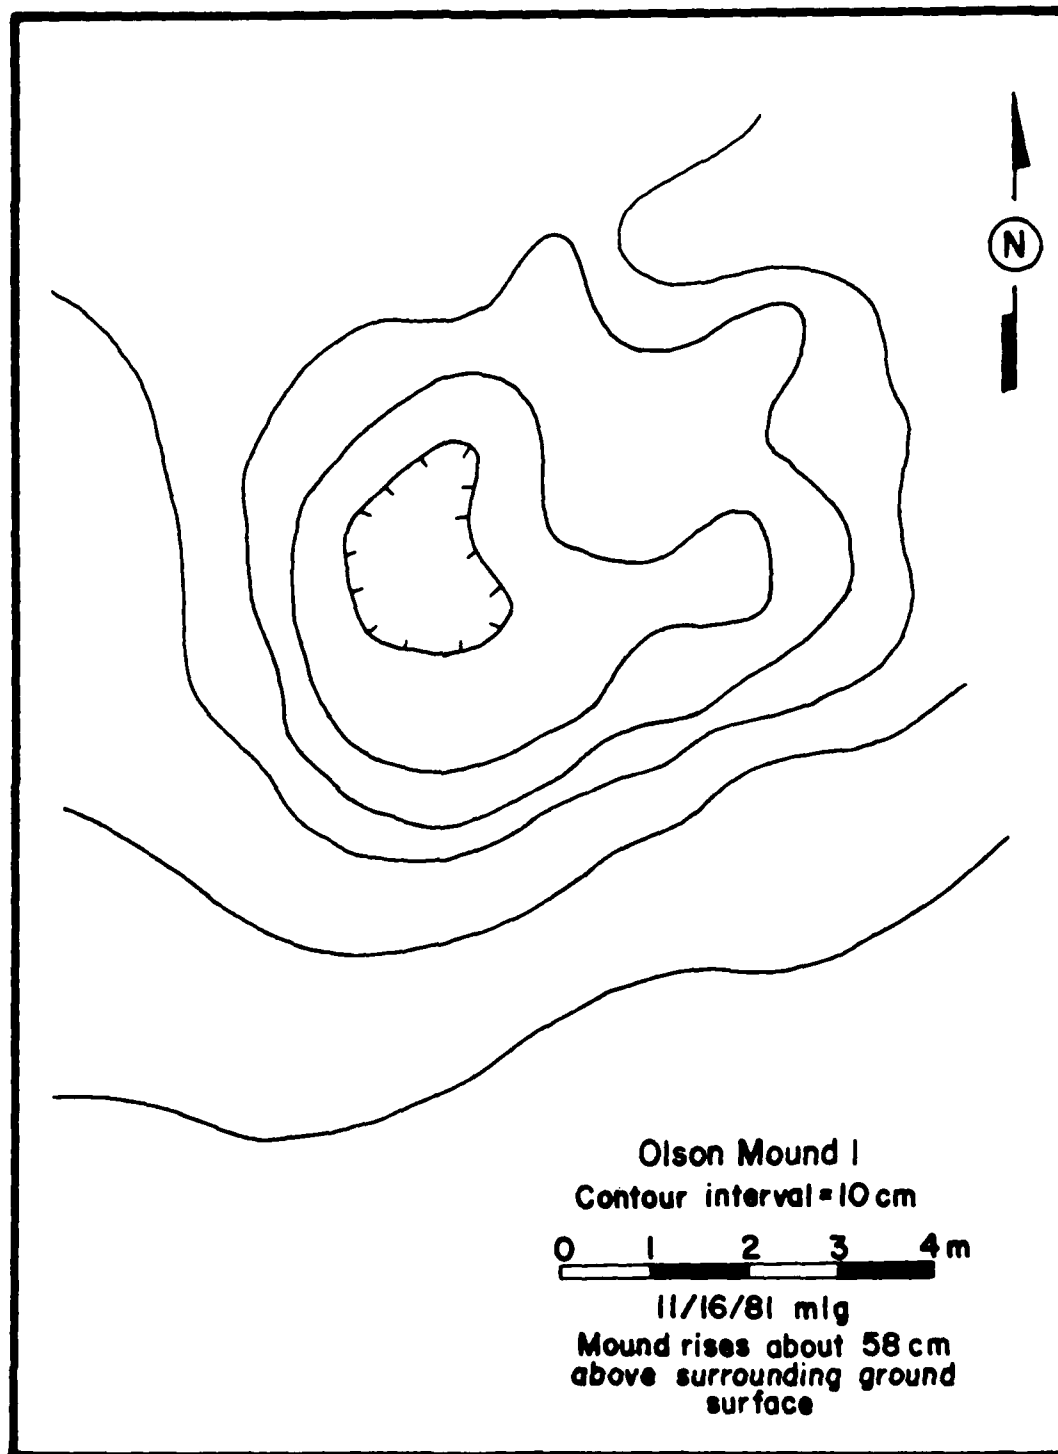 N
Olson Mound 1
Contour interval = 10 cm
0 1 2 3 4 m
11/16/81 mlg
Mound rises about 58 cm
above surrounding ground
surface